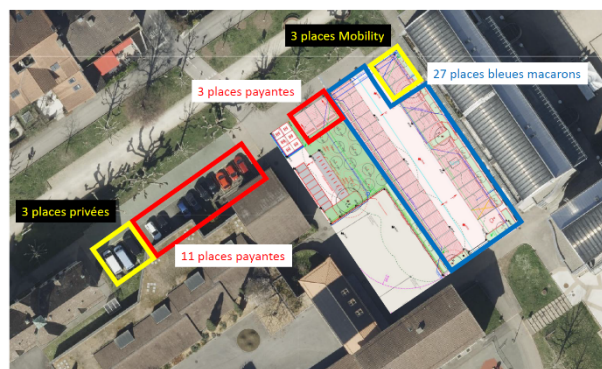 3 places Mobility
27 places bleues macarons
3 places payantes
3 places privées
11 places payantes